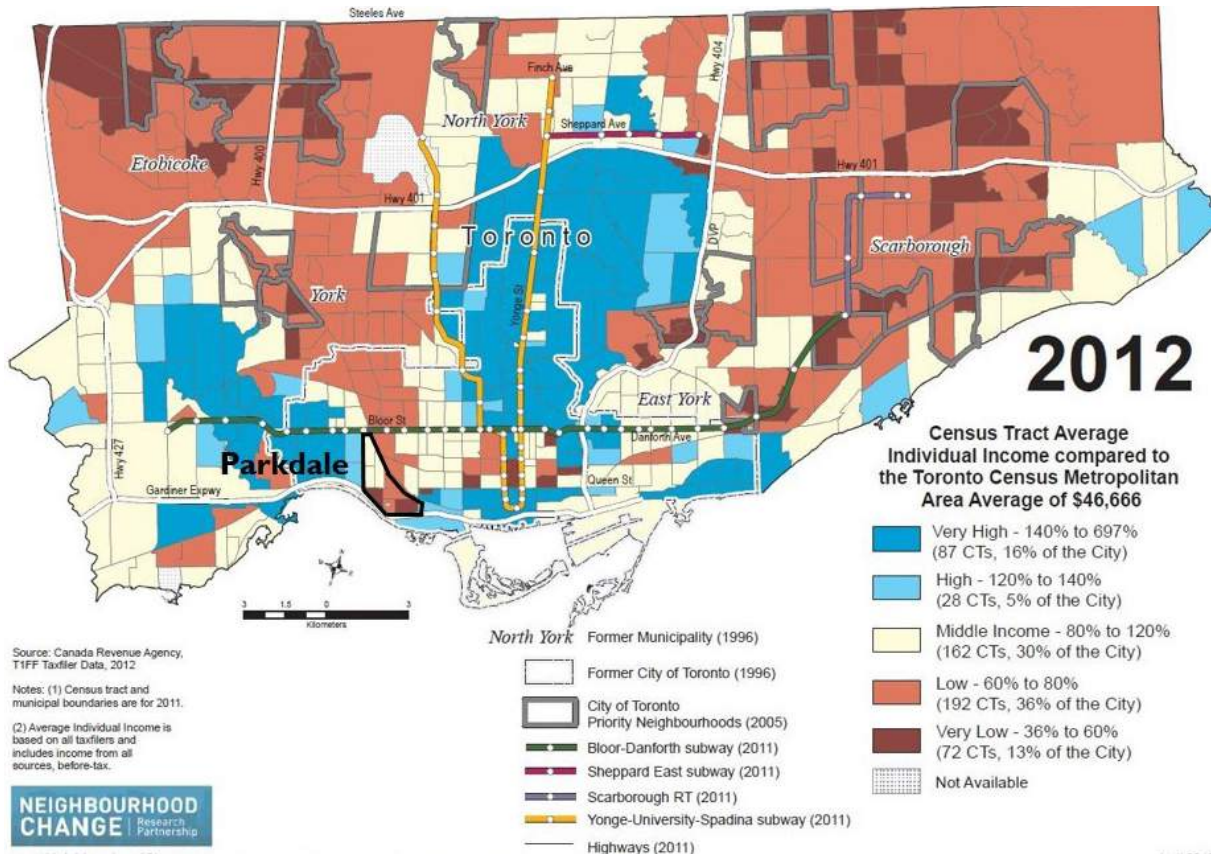 Steeles Ave
Finch Ave
Hwy 404
North York
Sheppard Ave
Etobicoke
Hwy 400
Hwy 401
Hwy 401
Toronto
DVP
Scarborough
York
Yonge St
2012
East York
Bloor St
Danforth Ave
Hwy 427
Parkdale
Queen St
Gardiner Expwy
3 1.5 0 3
Kilometers
Census Tract Average
Individual Income compared to
the Toronto Census Metropolitan
Area Average of $46,666
Very High - 140% to 697%
(87 CTs, 16% of the City)
High - 120% to 140%
(28 CTs, 5% of the City)
Middle Income - 80% to 120%
(162 CTs, 30% of the City)
Low - 60% to 80%
(192 CTs, 36% of the City)
Very Low - 36% to 60%
(72 CTs, 13% of the City)
Not Available
North York Former Municipality (1996)
Former City of Toronto (1996)
City of Toronto
Priority Neighbourhoods (2005)
Bloor-Danforth subway (2011)
Sheppard East subway (2011)
Scarborough RT (2011)
Yonge-University-Spadina subway (2011)
Highways (2011)
Source: Canada Revenue Agency,
T1FF Taxfiler Data, 2012
Notes: (1) Census tract and
municipal boundaries are for 2011.
(2) Average Individual Income is
based on all taxfilers and
includes income from all
sources, before-tax.
NEIGHBOURHOOD
CHANGE Research
Partnership